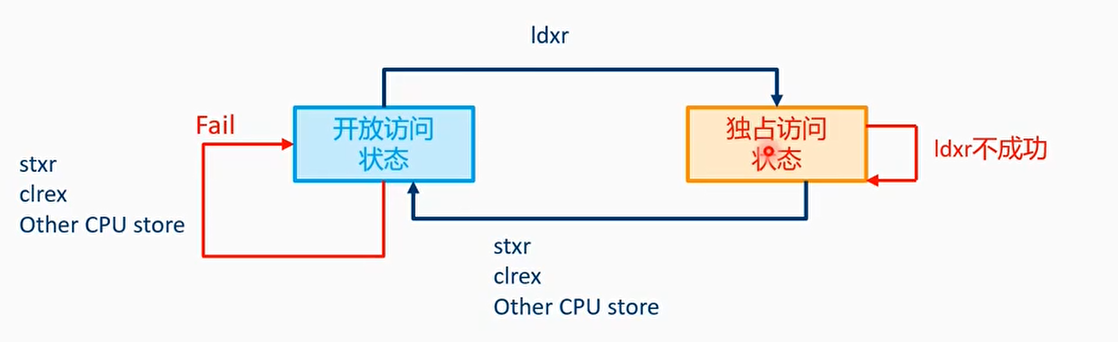 ldxr
Fail
开放访问
状态
独占访问
状态
ldxr不成功
stxr
clrex
Other CPU store
stxr
clrex
Other CPU store